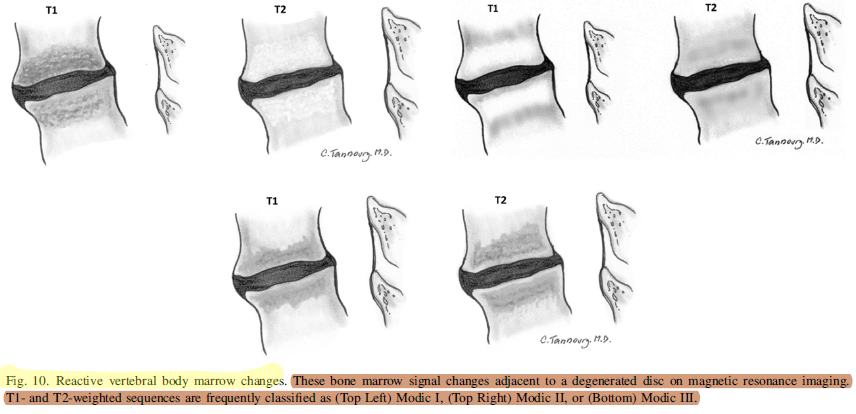 T1 T2 T1 T2
C. Tannoury. M.D. C. Tannoury. M.D.
T1 T2
C. Tannoury. M.D.
Fig. 10. Reactive vertebral body marrow changes. These bone marrow signal changes adjacent to a degenerated disc on magnetic resonance imaging.
T1- and T2-weighted sequences are frequently classified as (Top Left) Modic I, (Top Right) Modic II, or (Bottom) Modic III.